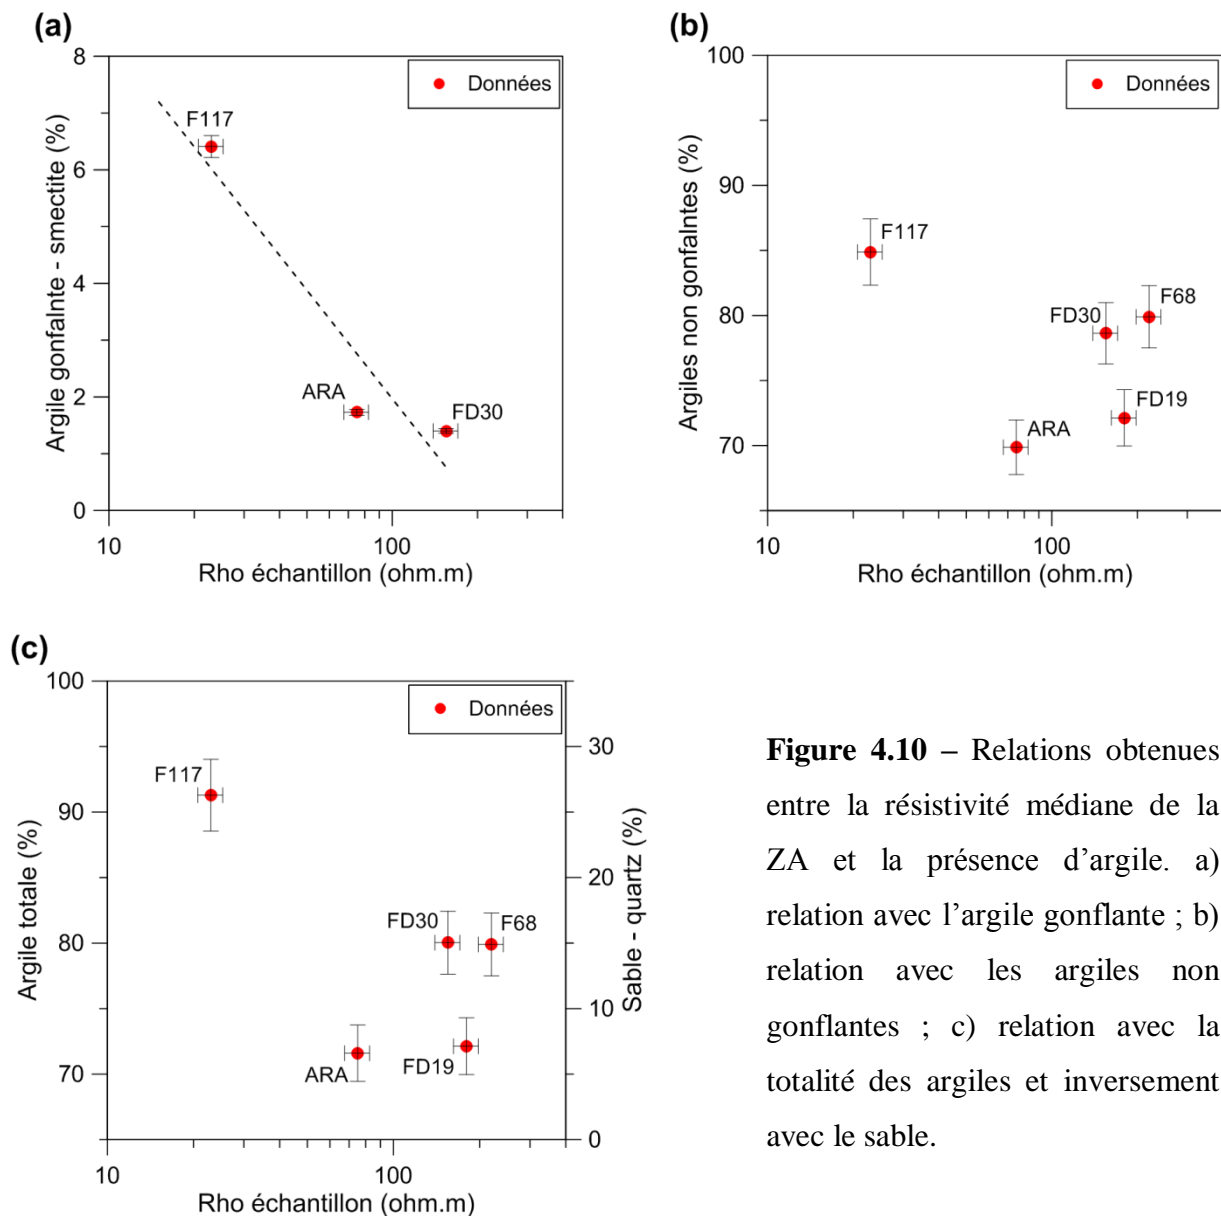 (a)
8
6
4
2
0
Argile gonfalnte - smectite (%)
Données
F117
ARA
FD30
10
100
Rho échantillon (ohm.m)
(b)
100
90
80
70
Argiles non gonfalntes (%)
Données
F117
F68
FD30
FD19
ARA
10
100
Rho échantillon (ohm.m)
(c)
100
90
80
70
Argile totale (%)
Données
F117
FD30
F68
ARA
FD19
30
20
10
0
Sable - quartz (%)
10
100
Rho échantillon (ohm.m)
Figure 4.10 – Relations obtenues
entre la résistivité médiane de la
ZA et la présence d'argile. a)
relation avec l'argile gonflante ; b)
relation avec les argiles non
gonflantes ; c) relation avec la
totalité des argiles et inversement
avec le sable.